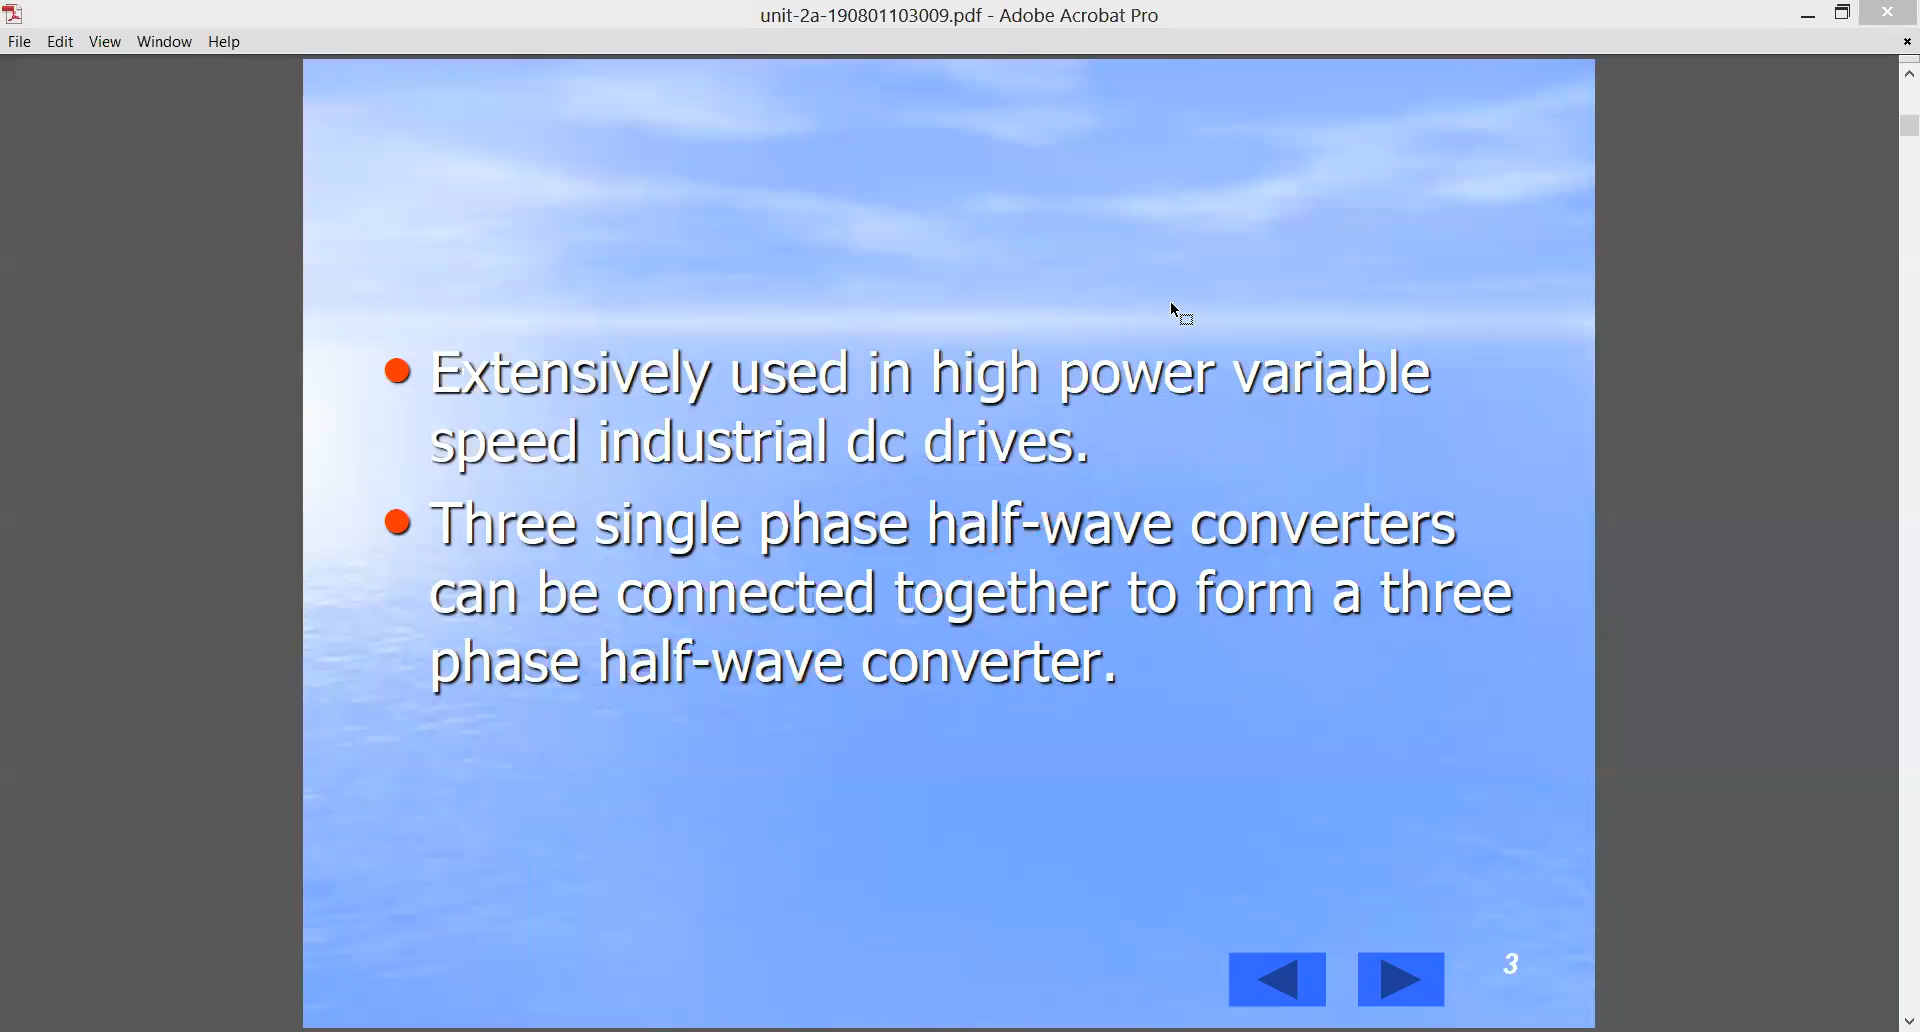 unit-2a-190801103009.pdf - Adobe Acrobat Pro
File Edit View Window Help
Extensively used in high power variable
speed industrial dc drives.
Three single phase half-wave converters
can be connected together to form a three
phase half-wave converter.
3